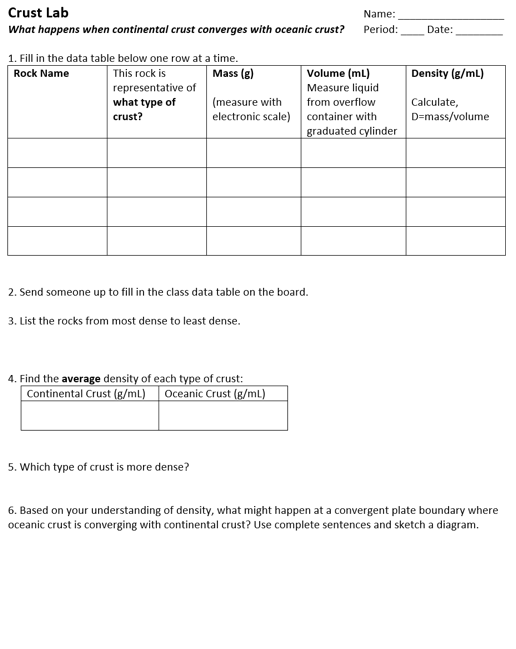 Crust Lab Name: ____________________
What happens when continental crust converges with oceanic crust? Period: ____ Date: _________
1. Fill in the data table below one row at a time.
Rock Name
This rock is
representative of
what type of
crust?
Mass (g)
(measure with
electronic scale)
Volume (mL)
Measure liquid
from overflow
container with
graduated cylinder
Density (g/mL)
Calculate,
D=mass/volume
2. Send someone up to fill in the class data table on the board.
3. List the rocks from most dense to least dense.
4. Find the average density of each type of crust:
Continental Crust (g/mL) Oceanic Crust (g/mL)
5. Which type of crust is more dense?
6. Based on your understanding of density, what might happen at a convergent plate boundary where
oceanic crust is converging with continental crust? Use complete sentences and sketch a diagram.